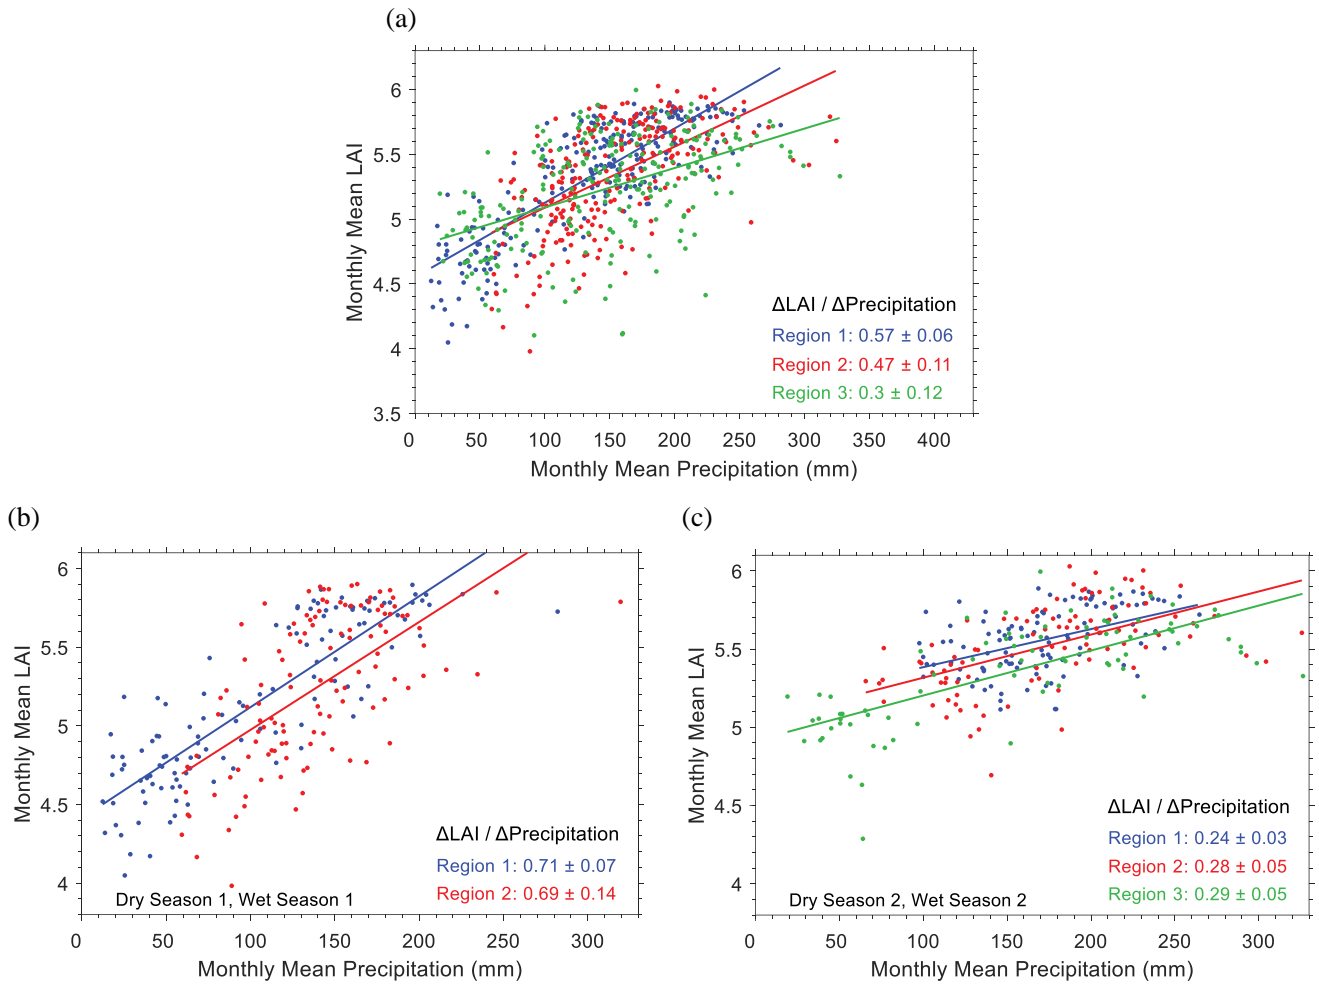 (a)
6
5.5
5
4.5
4
3.5
0 50 100 150 200 250 300 350 400
Monthly Mean LAI
Monthly Mean Precipitation (mm)
ΔLAI / ΔPrecipitation
Region 1: 0.57 ± 0.06
Region 2: 0.47 ± 0.11
Region 3: 0.3 ± 0.12
(b)
6
5.5
5
4.5
4
0 50 100 150 200 250 300
Monthly Mean LAI
Monthly Mean Precipitation (mm)
ΔLAI / ΔPrecipitation
Region 1: 0.71 ± 0.07
Region 2: 0.69 ± 0.14
Dry Season 1, Wet Season 1
(c)
6
5.5
5
4.5
4
0 50 100 150 200 250 300
Monthly Mean LAI
Monthly Mean Precipitation (mm)
ΔLAI / ΔPrecipitation
Region 1: 0.24 ± 0.03
Region 2: 0.28 ± 0.05
Region 3: 0.29 ± 0.05
Dry Season 2, Wet Season 2